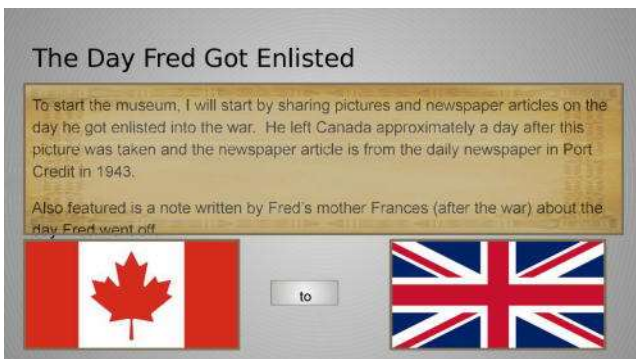 The Day Fred Got Enlisted
To start the museum, I will start by sharing pictures and newspaper articles on the
day he got enlisted into the war. He left Canada approximately a day after this
picture was taken and the newspaper article is from the daily newspaper in Port
Credit in 1943.
Also featured is a note written by Fred's mother Frances (after the war) about the
day Fred went off
to